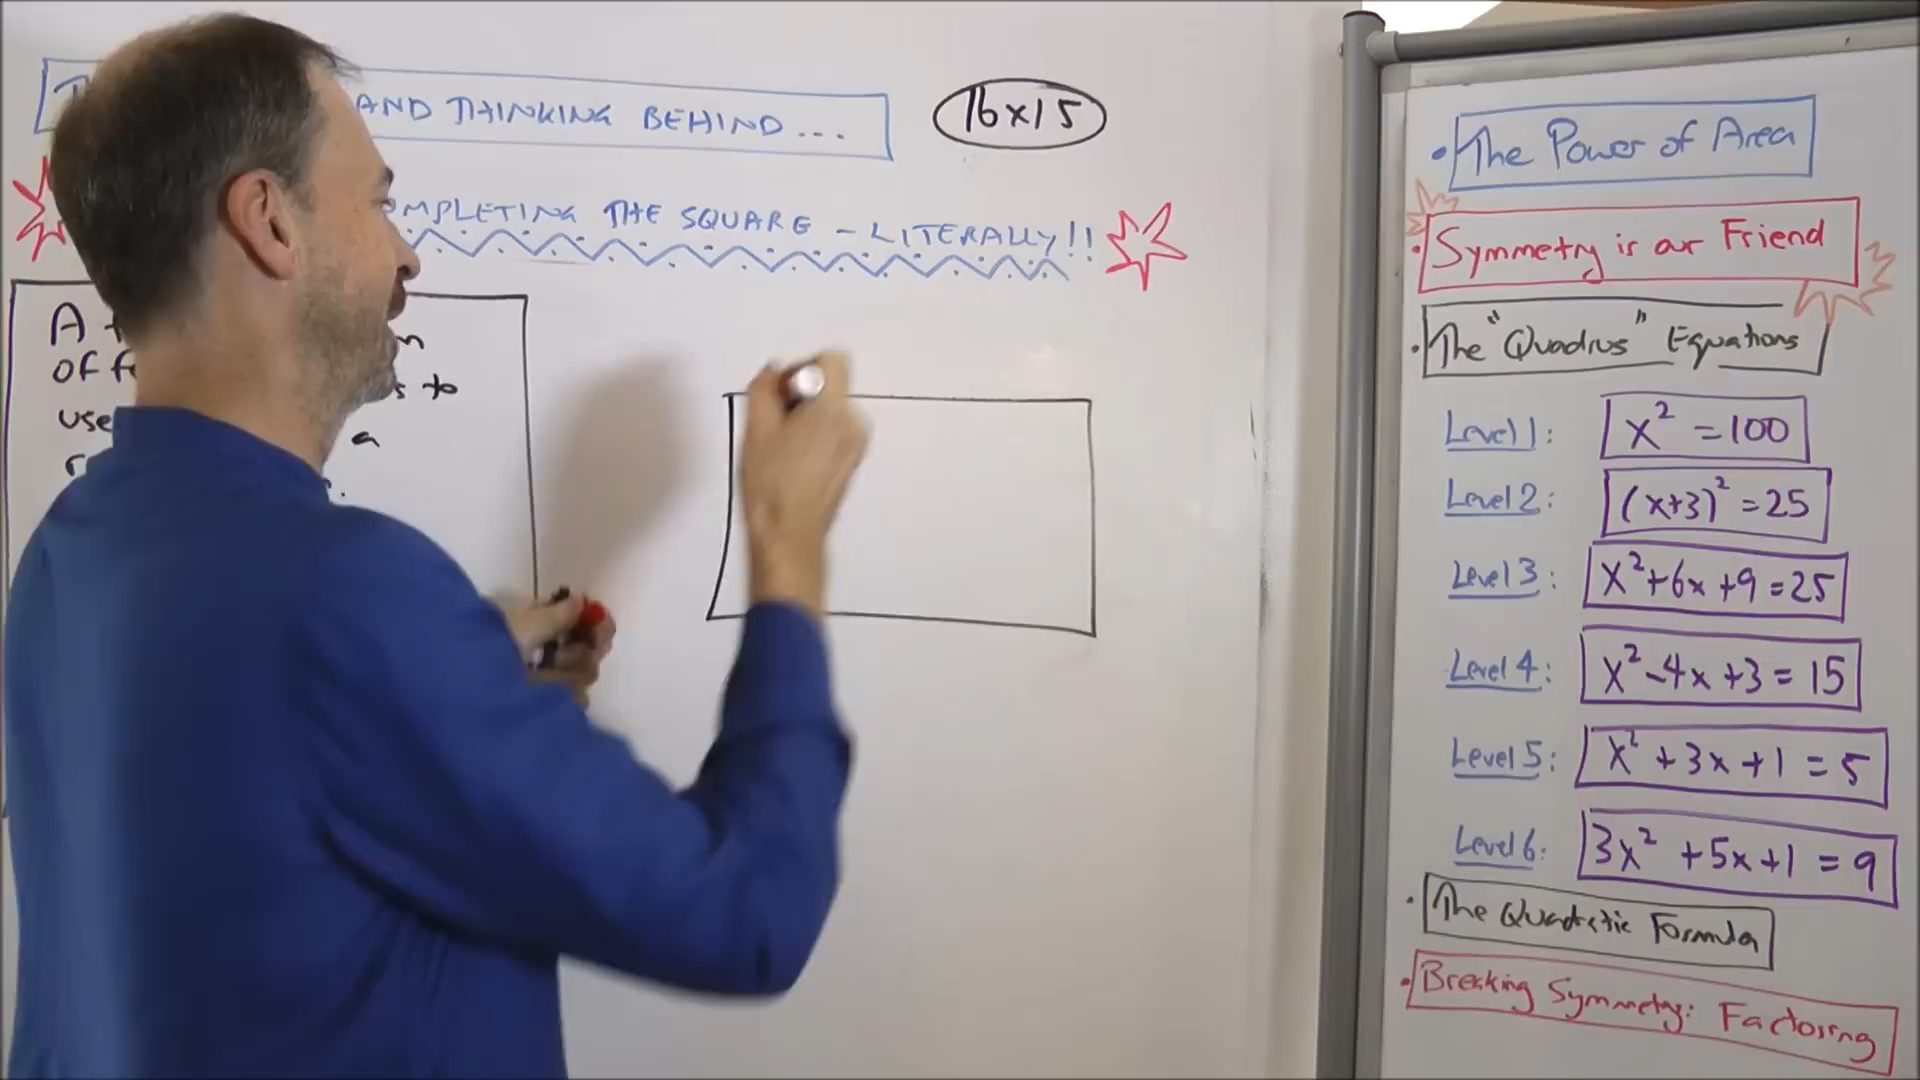 AND THINKING BEHIND...
16x15
COMPLETING THE SQUARE – LITERALLY!!
A
OF
s to
use
a
• The Power of Area
• Symmetry is our Friend
• The "Quadrus" Equations
Level 1: x² = 100
Level 2: (x+3)² = 25
Level 3: x²+6x+9=25
Level 4: x²-4x+3=15
Level 5: x²+3x+1=5
Level 6: 3x²+5x+1=9
• The Quadratic Formula
• Breaking Symmetry: Factoring